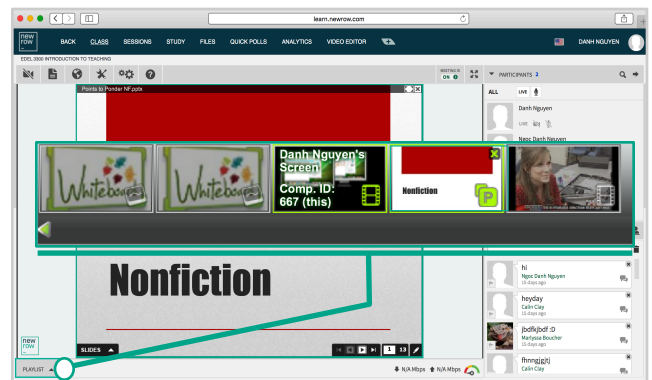 learn.newrow.com
new
row
BACK CLASS SESSIONS STUDY FILES QUICK POLLS ANALYTICS VIDEO EDITOR
DANH NGUYEN
EDEL 3300 INTRODUCTION TO TEACHING
MEETING IS
ON
PARTICIPANTS 2
Points to Ponder NF.pptx
ALL LIVE
Danh Nguyen
LIVE
Ngoc Danh Nguyen
Whiteboard
Whiteboard
Danh Nguyen's
Screen
Comp. ID:
667 (this)
Nonfiction
P
Nonfiction
hi
Ngoc Danh Nguyen
15 days ago
heyday
Calin Clay
15 days ago
jbdfkjbdf :D
Marlyssa Boucher
15 days ago
fhnngjgjtj
Calin Clay
new
row
SLIDES
1 13
PLAYLIST
N/A Mbps N/A Mbps